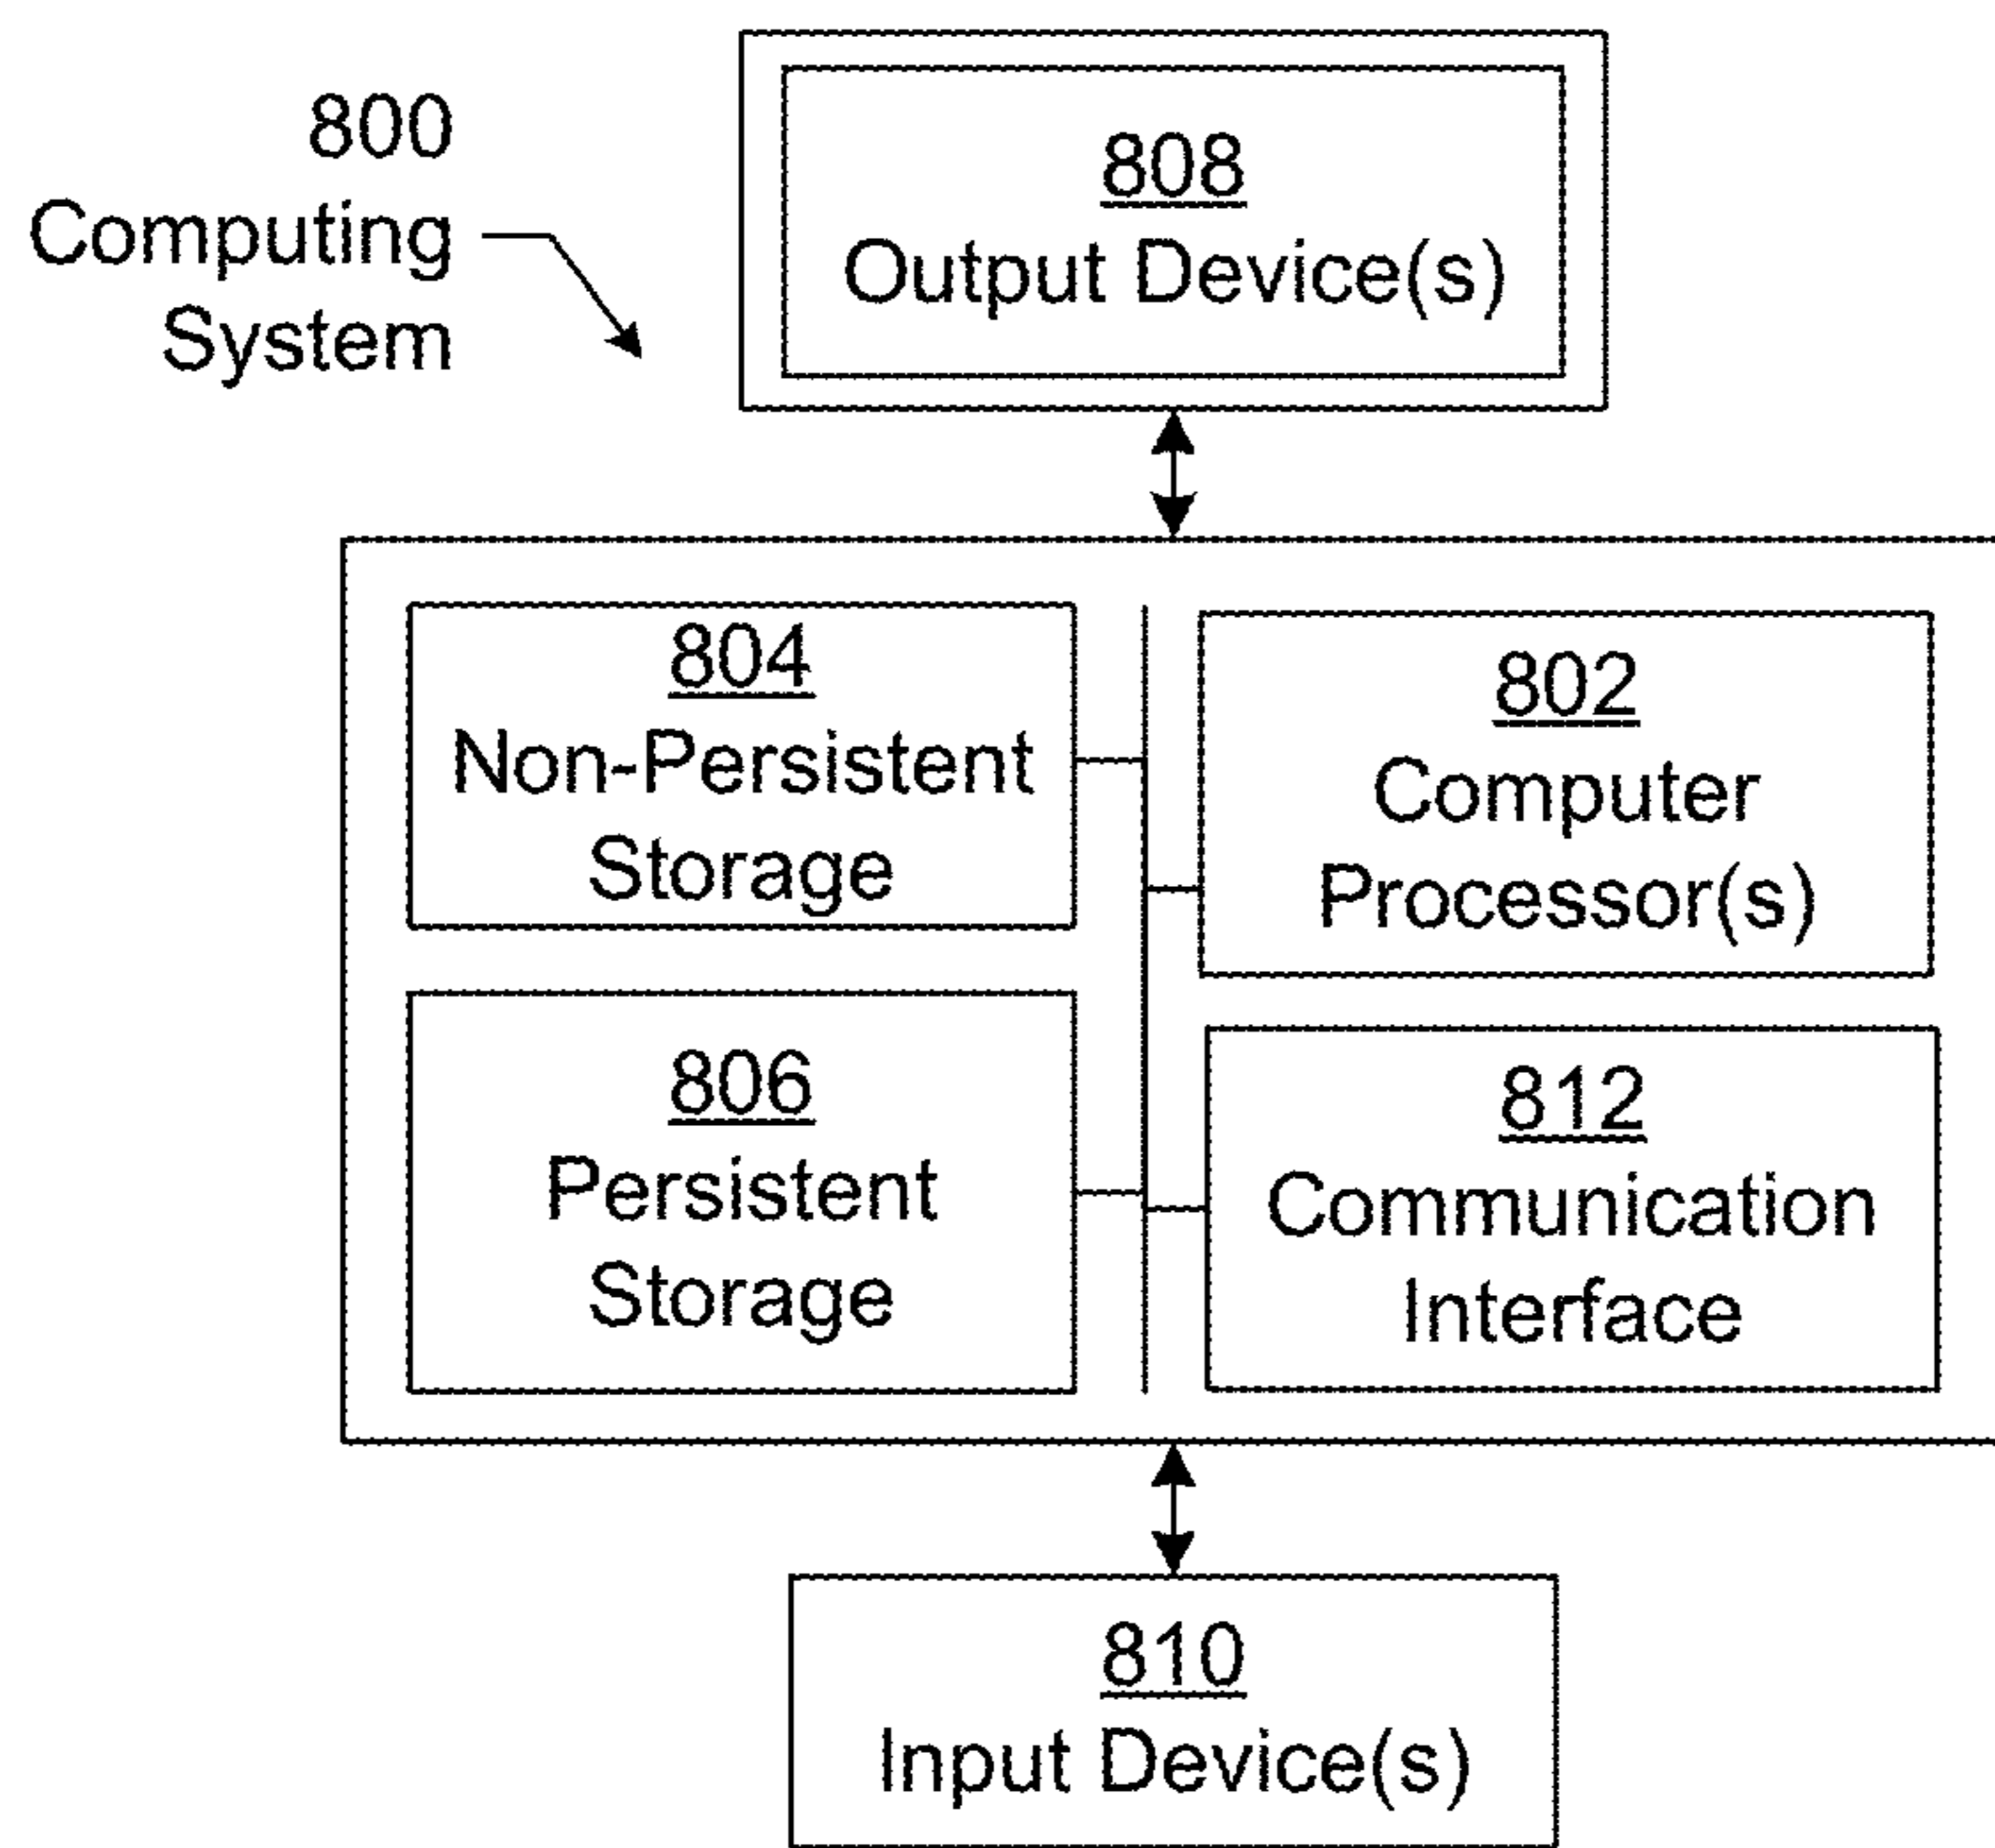 800
Computing
System
808
Output Device(s)
804
Non-Persistent
Storage
802
Computer
Processor(s)
806
Persistent
Storage
812
Communication
Interface
810
Input Device(s)